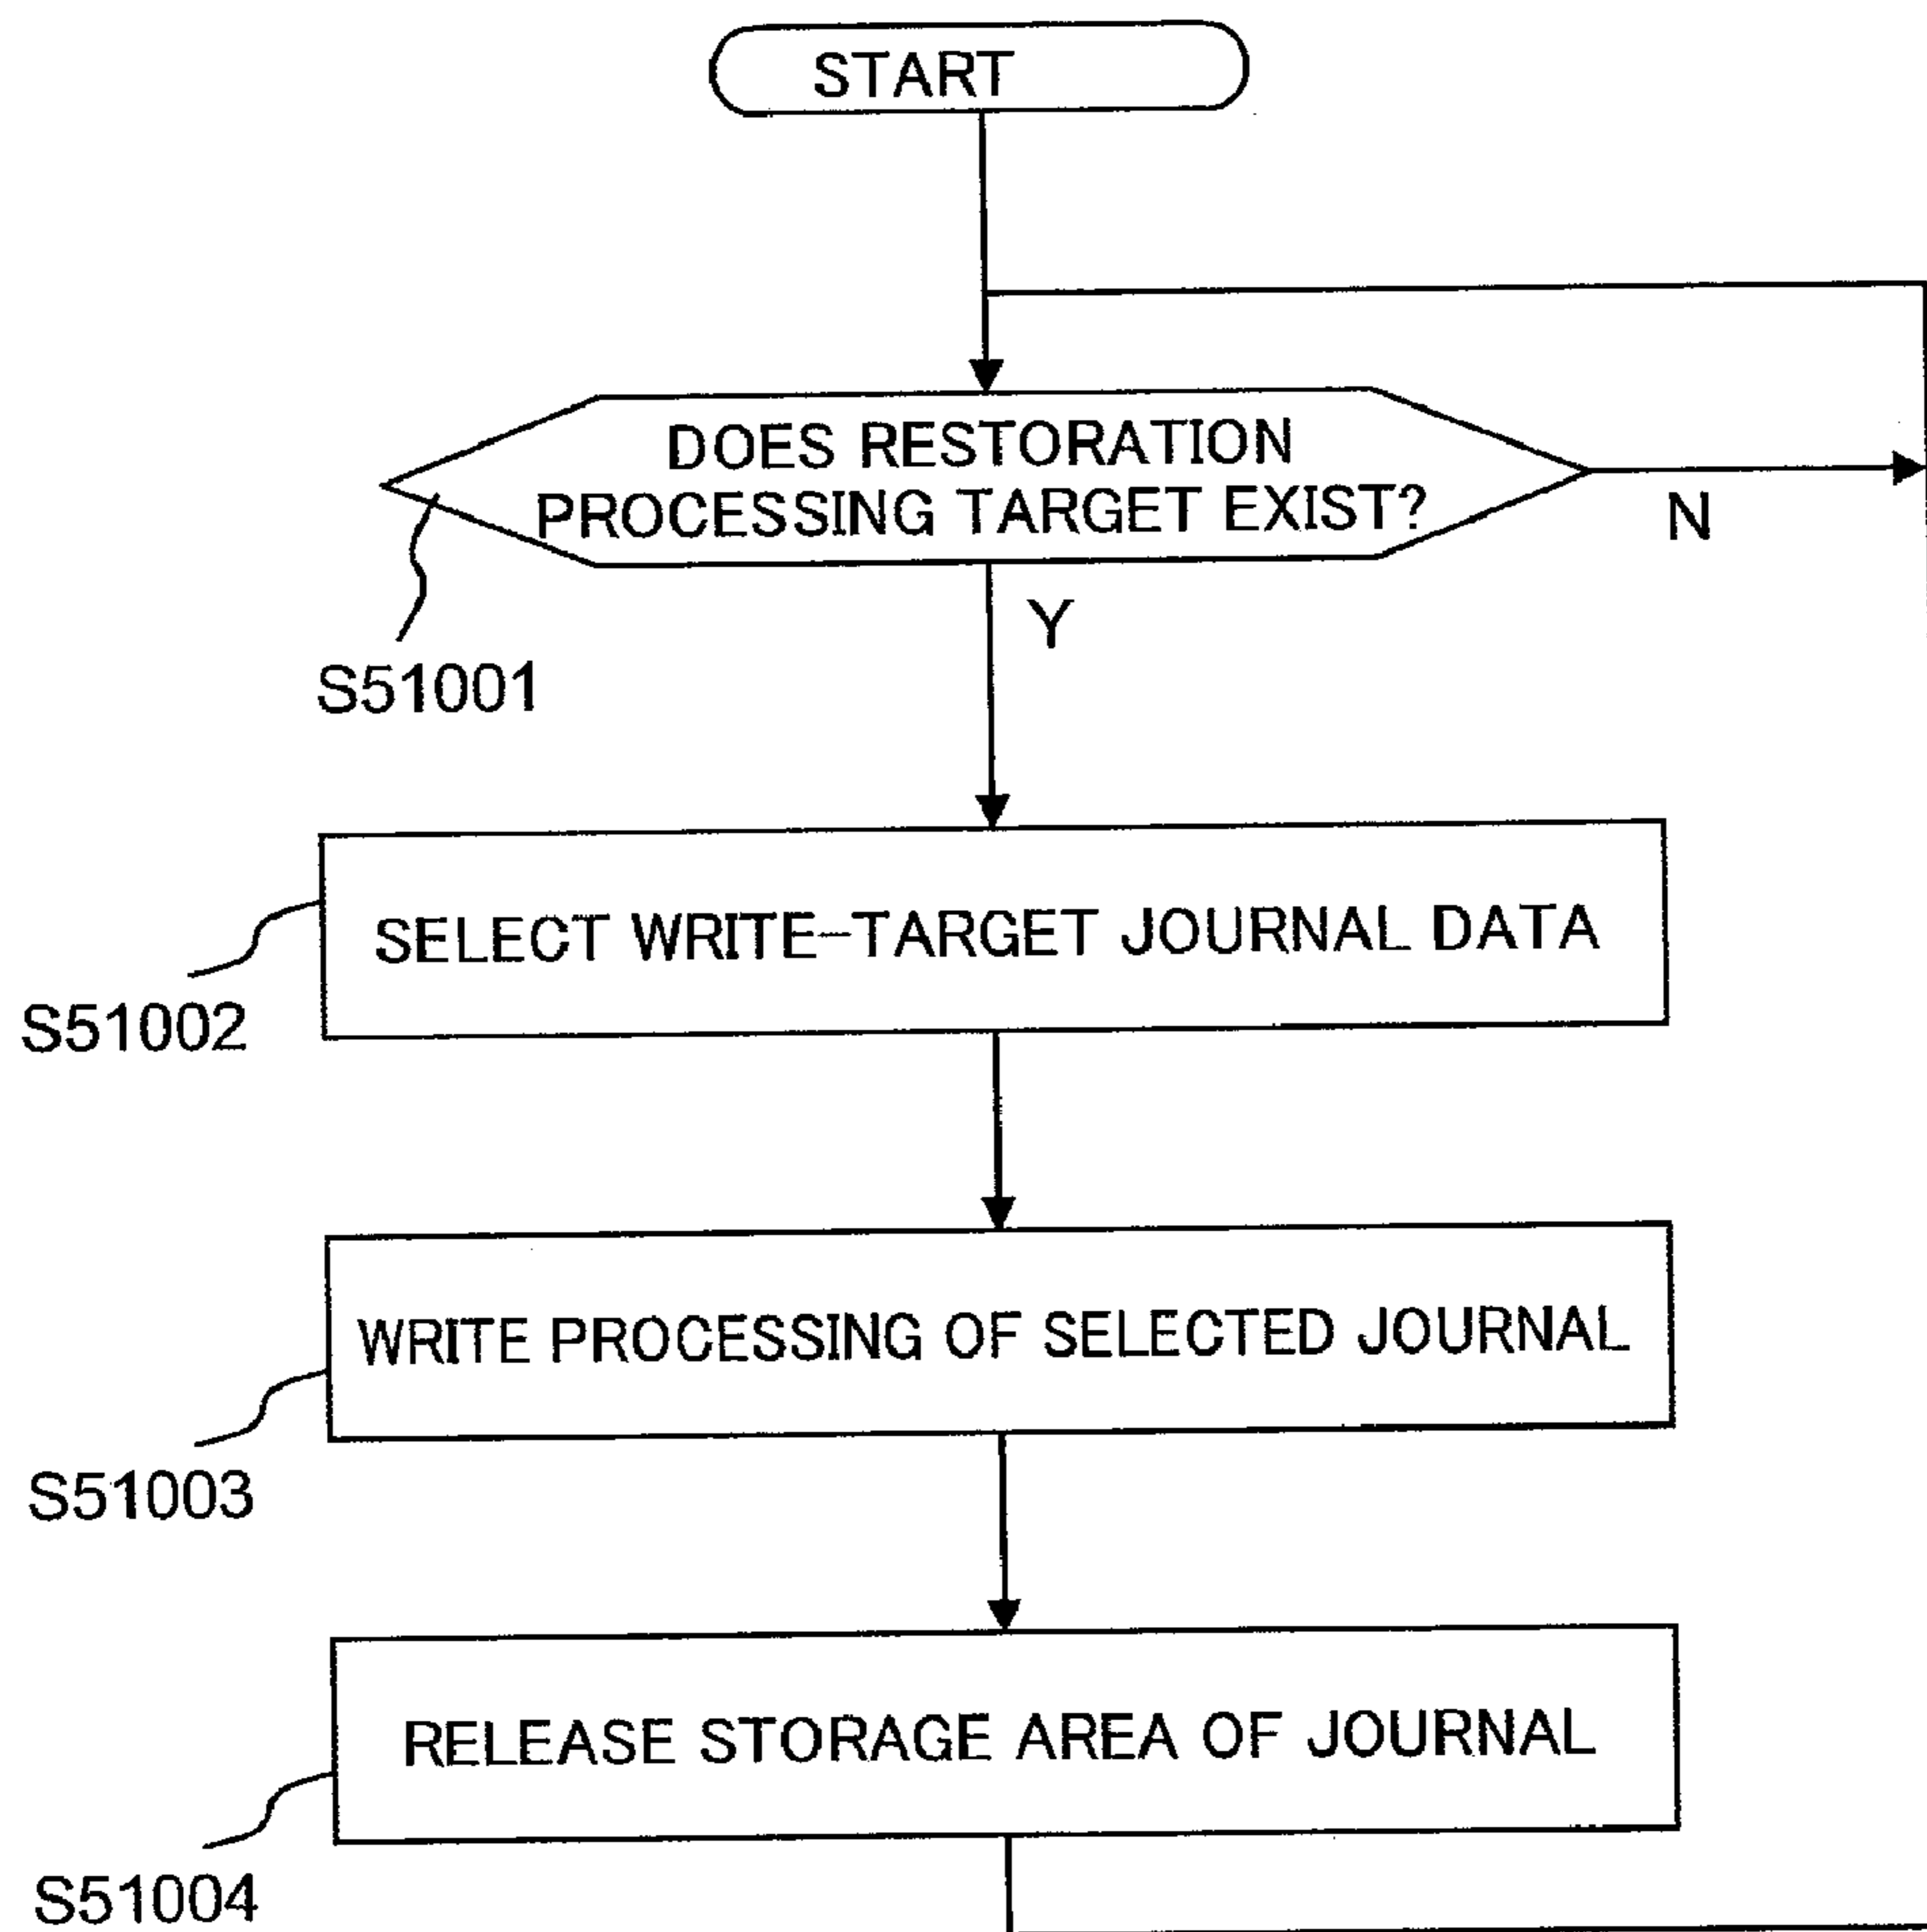 START
DOES RESTORATION
PROCESSING TARGET EXIST?
N
Y
S51001
SELECT WRITE-TARGET JOURNAL DATA
S51002
WRITE PROCESSING OF SELECTED JOURNAL
S51003
RELEASE STORAGE AREA OF JOURNAL
S51004